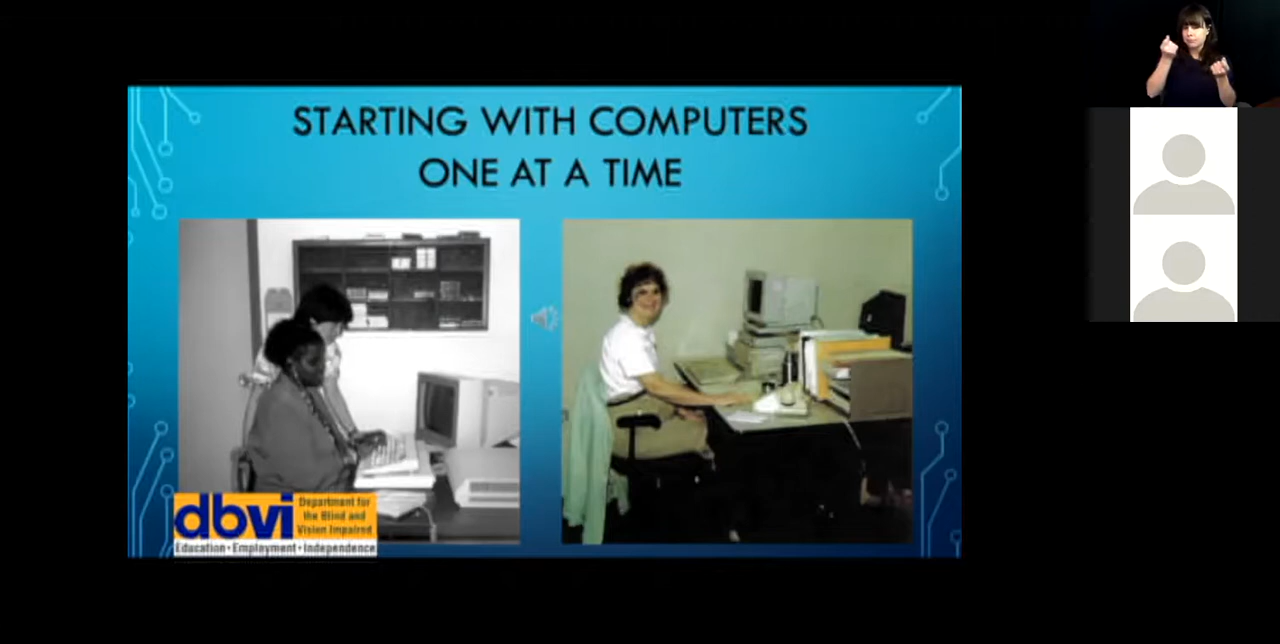 STARTING WITH COMPUTERS
ONE AT A TIME
dbvi
Department for
the Blind and
Vision Impaired
Education • Employment • Independence